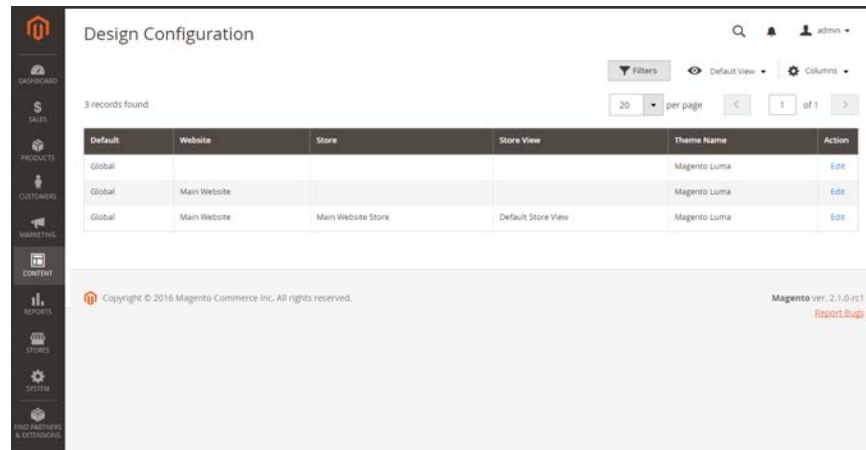 Design Configuration
admin
Filters
Default View
Columns
3 records found
20
per page
1
of 1
Default Website Store Store View Theme Name Action
Global Magento Luma Edit
Global Main Website Magento Luma Edit
Global Main Website Main Website Store Default Store View Magento Luma Edit
Copyright © 2016 Magento Commerce Inc. All rights reserved.
Magento ver. 2.1.0-rc1
Report Bugs
DASHBOARD
SALES
PRODUCTS
CUSTOMERS
MARKETING
CONTENT
REPORTS
STORES
SYSTEM
FIND PARTNERS
& EXTENSIONS